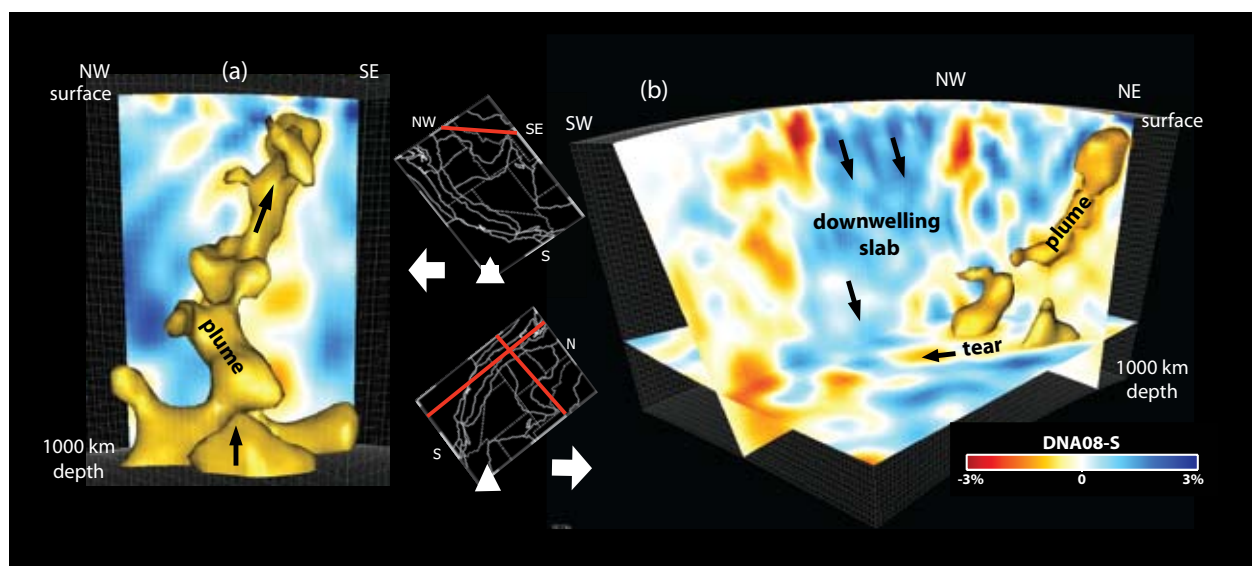 (a)
NW
SE
surface
plume
1000 km
depth
NW
SE
S
N
S
(b)
SW
NW
NE
surface
downwelling
slab
plume
tear
1000 km
depth
DNA08-S
-3%
0
3%